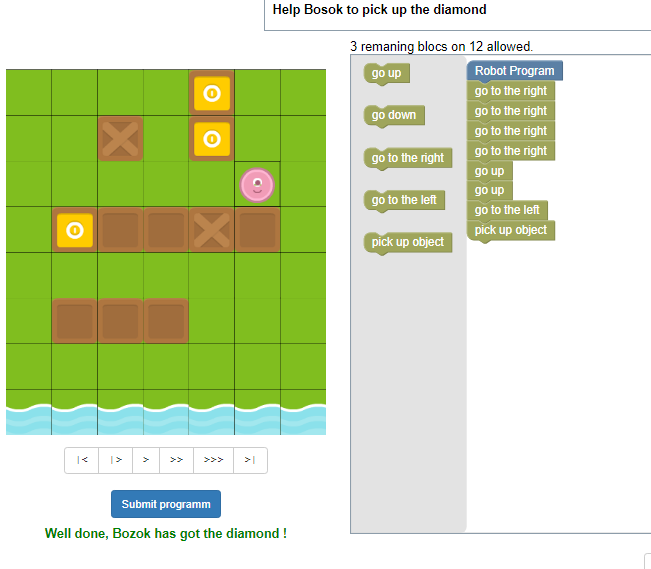 Help Bosok to pick up the diamond
3 remaning blocs on 12 allowed.
go up
go down
go to the right
go to the left
pick up object
Robot Program
go to the right
go to the right
go to the right
go to the right
go up
go up
go to the left
pick up object
|< |> > >> >>> >|
Submit programm
Well done, Bozok has got the diamond !